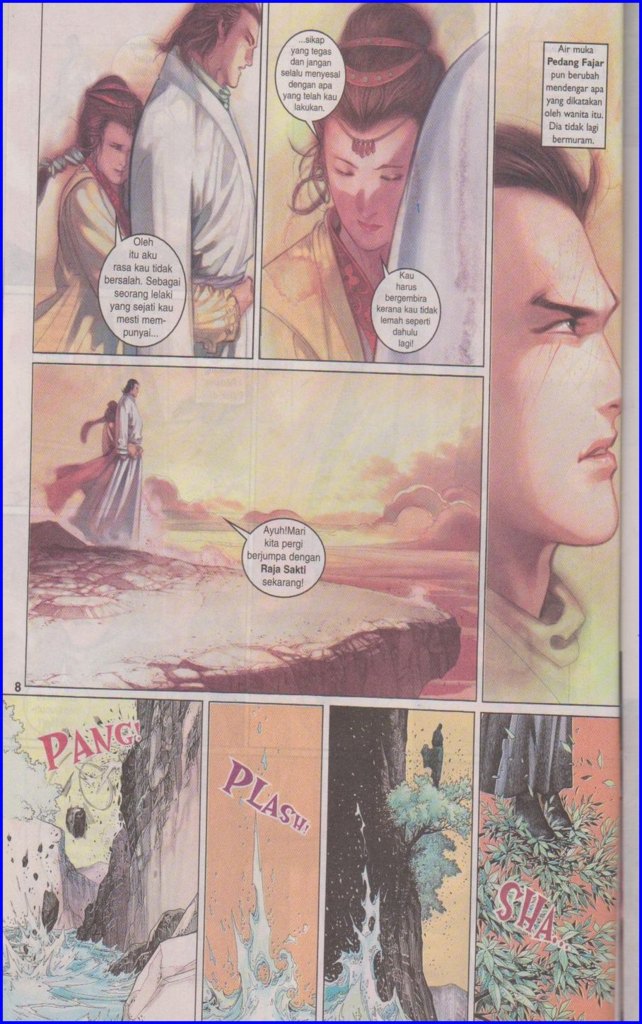 Oleh
itu aku
rasa kau tidak
bersalah. Sebagai
seorang lelaki
yang sejati kau
mesti mem-
punyai...
...sikap
yang tegas
dan jangan
selalu menyesal
dengan apa
yang telah kau
lakukan.
Kau
harus
bergembira
kerana kau tidak
lemah seperti
dahulu
lagi!
Air muka
Pedang Fajar
pun berubah
mendengar apa
yang dikatakan
oleh wanita itu.
Dia tidak lagi
bermuram.
Ayuh!Mari
kita pergi
berjumpa dengan
Raja Sakti
sekarang!
8
PANG!
PLASH!
SHA...